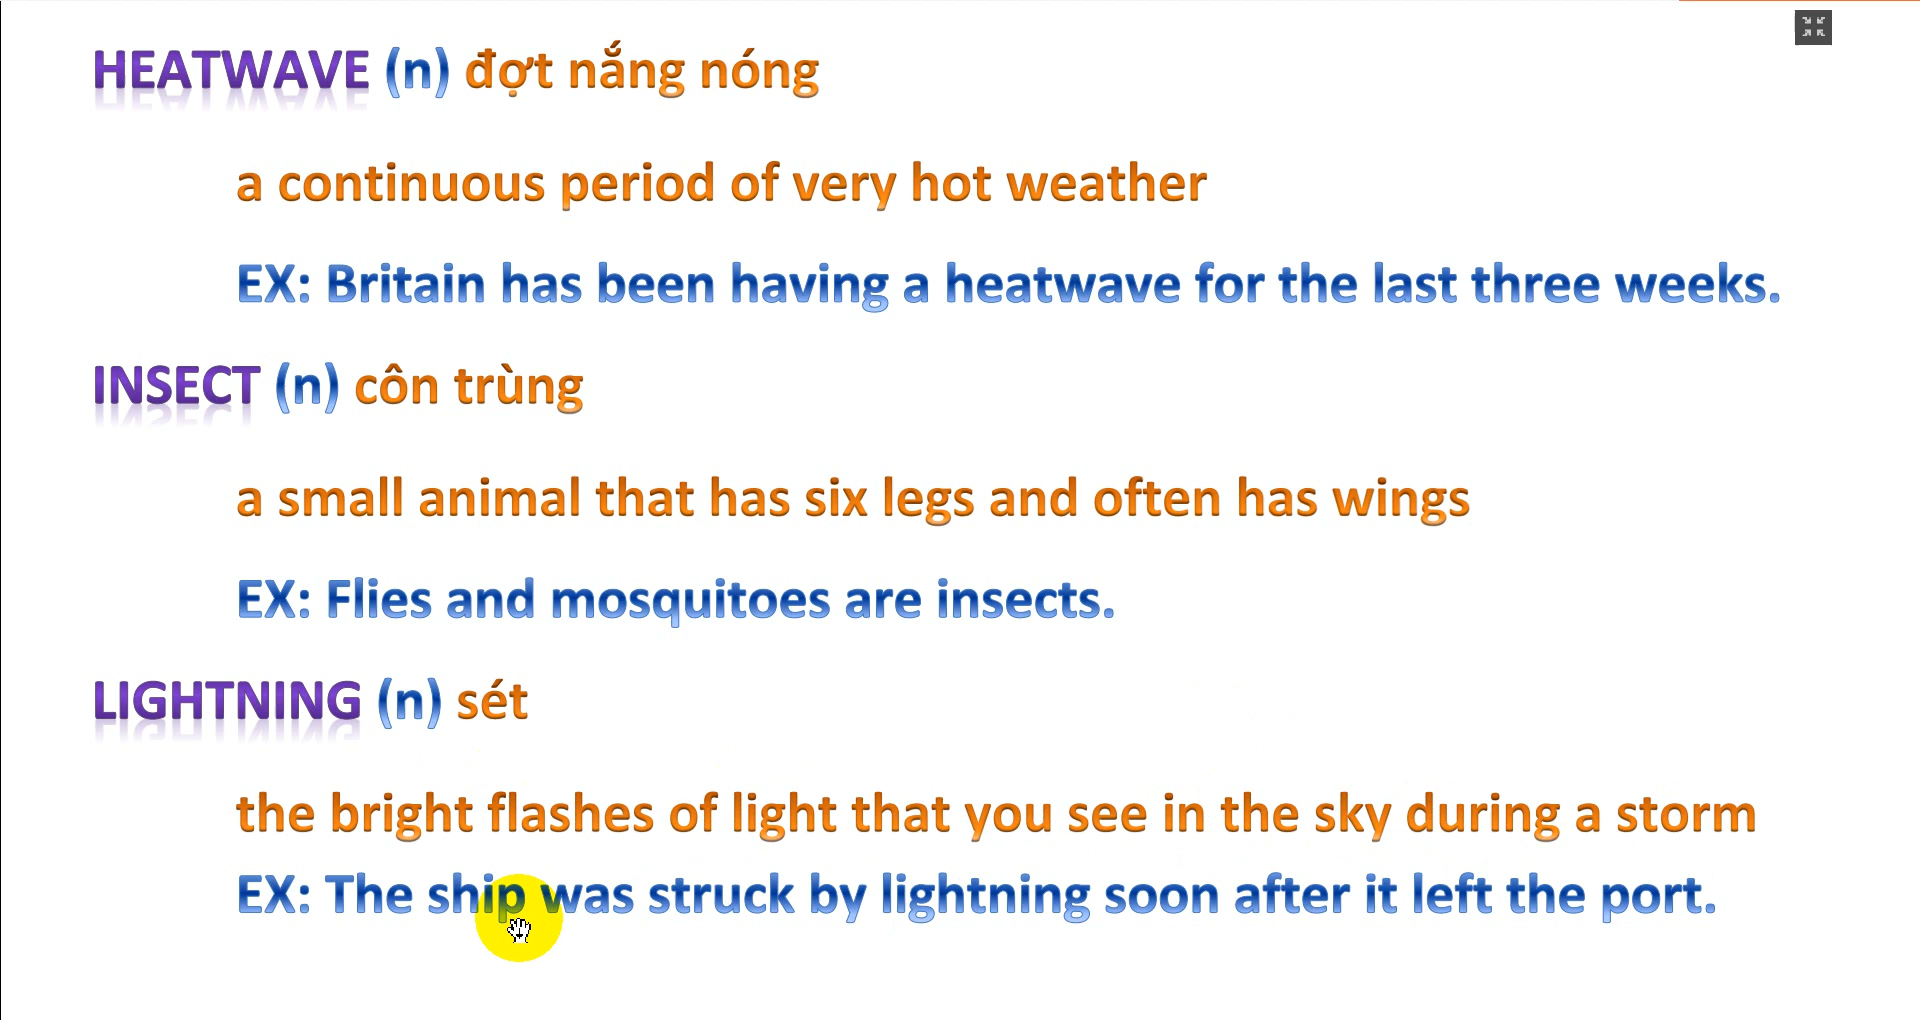 HEATWAVE (n) đợt nắng nóng
a continuous period of very hot weather
EX: Britain has been having a heatwave for the last three weeks.
INSECT (n) côn trùng
a small animal that has six legs and often has wings
EX: Flies and mosquitoes are insects.
LIGHTNING (n) sét
the bright flashes of light that you see in the sky during a storm
EX: The ship was struck by lightning soon after it left the port.